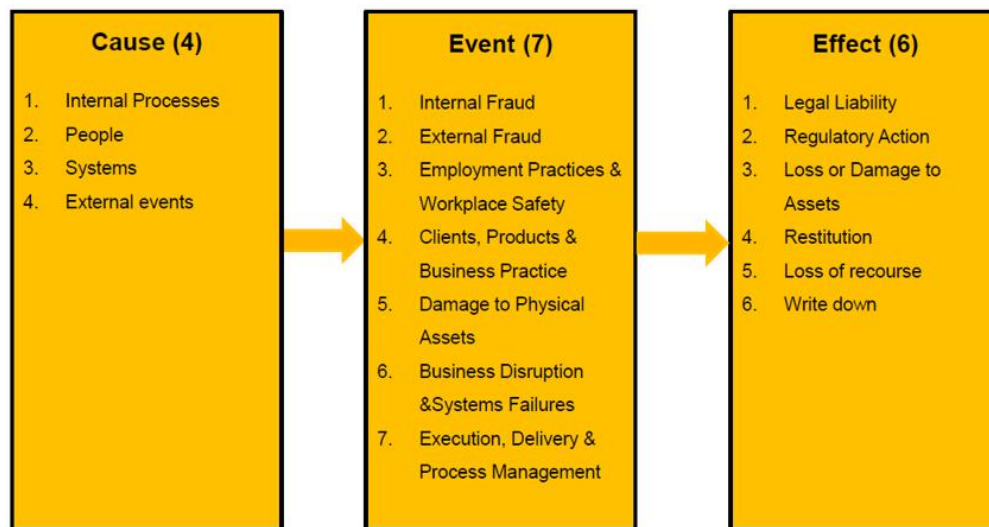 Cause (4)
1. Internal Processes
2. People
3. Systems
4. External events
Event (7)
1. Internal Fraud
2. External Fraud
3. Employment Practices &
Workplace Safety
4. Clients, Products &
Business Practice
5. Damage to Physical
Assets
6. Business Disruption
&Systems Failures
7. Execution, Delivery &
Process Management
Effect (6)
1. Legal Liability
2. Regulatory Action
3. Loss or Damage to
Assets
4. Restitution
5. Loss of recourse
6. Write down